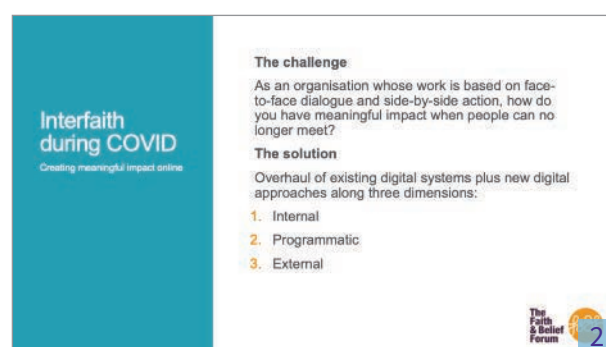 Interfaith
during COVID
Creating meaningful impact online
The challenge
As an organisation whose work is based on face-
to-face dialogue and side-by-side action, how do
you have meaningful impact when people can no
longer meet?
The solution
Overhaul of existing digital systems plus new digital
approaches along three dimensions:
1. Internal
2. Programmatic
3. External
The
Faith
& Belief
Forum
2